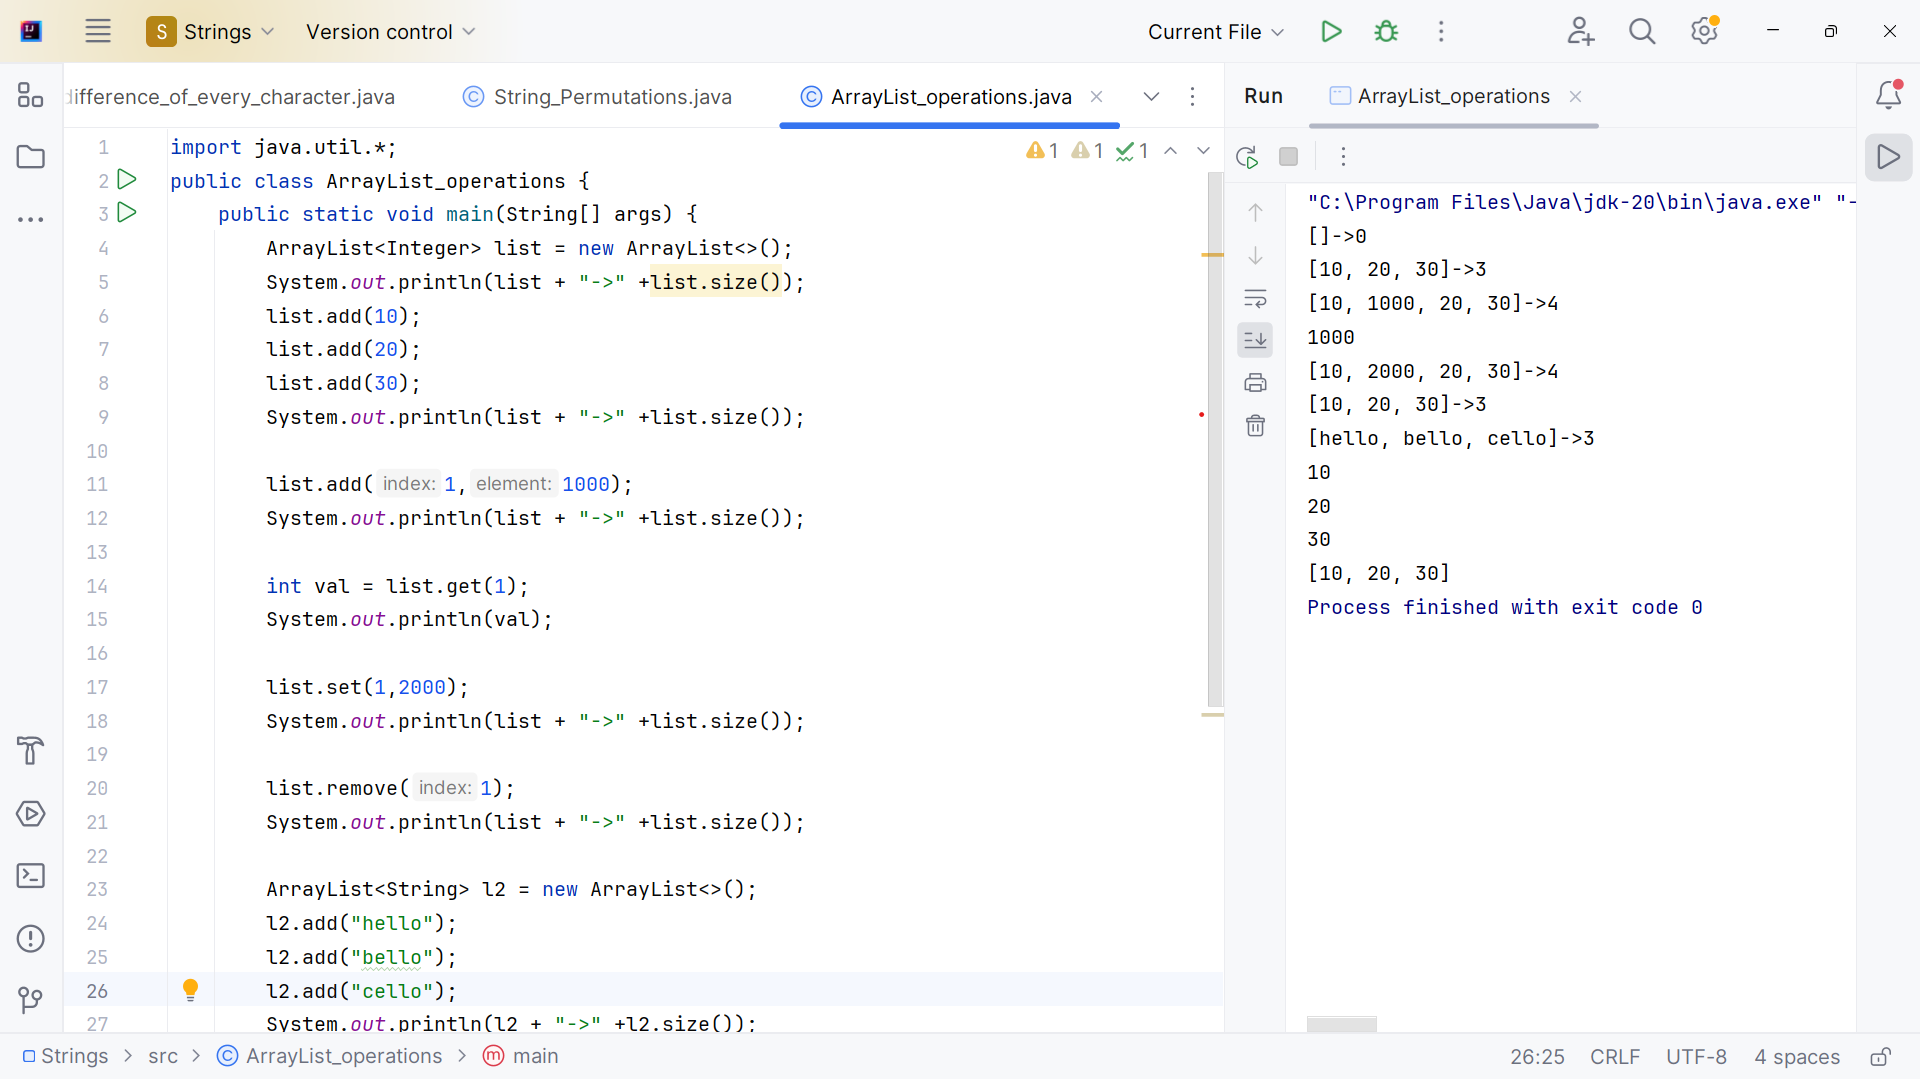 S Strings Version control Current File
ifference_of_every_character.java String_Permutations.java ArrayList_operations.java Run ArrayList_operations
1 import java.util.*; 1 1 1
2 public class ArrayList_operations {
3 public static void main(String[] args) {
4 ArrayList<Integer> list = new ArrayList<>();
5 System.out.println(list + "->" +list.size());
6 list.add(10);
7 list.add(20);
8 list.add(30);
9 System.out.println(list + "->" +list.size());
10
11 list.add( index: 1, element: 1000);
12 System.out.println(list + "->" +list.size());
13
14 int val = list.get(1);
15 System.out.println(val);
16
17 list.set(1,2000);
18 System.out.println(list + "->" +list.size());
19
20 list.remove( index: 1);
21 System.out.println(list + "->" +list.size());
22
23 ArrayList<String> l2 = new ArrayList<>();
24 l2.add("hello");
25 l2.add("bello");
26 l2.add("cello");
27 System.out.println(l2 + "->" +l2.size());
"C:\Program Files\Java\jdk-20\bin\java.exe" "-
[]->0
[10, 20, 30]->3
[10, 1000, 20, 30]->4
1000
[10, 2000, 20, 30]->4
[10, 20, 30]->3
[hello, bello, cello]->3
10
20
30
[10, 20, 30]
Process finished with exit code 0
Strings > src > ArrayList_operations > main 26:25 CRLF UTF-8 4 spaces